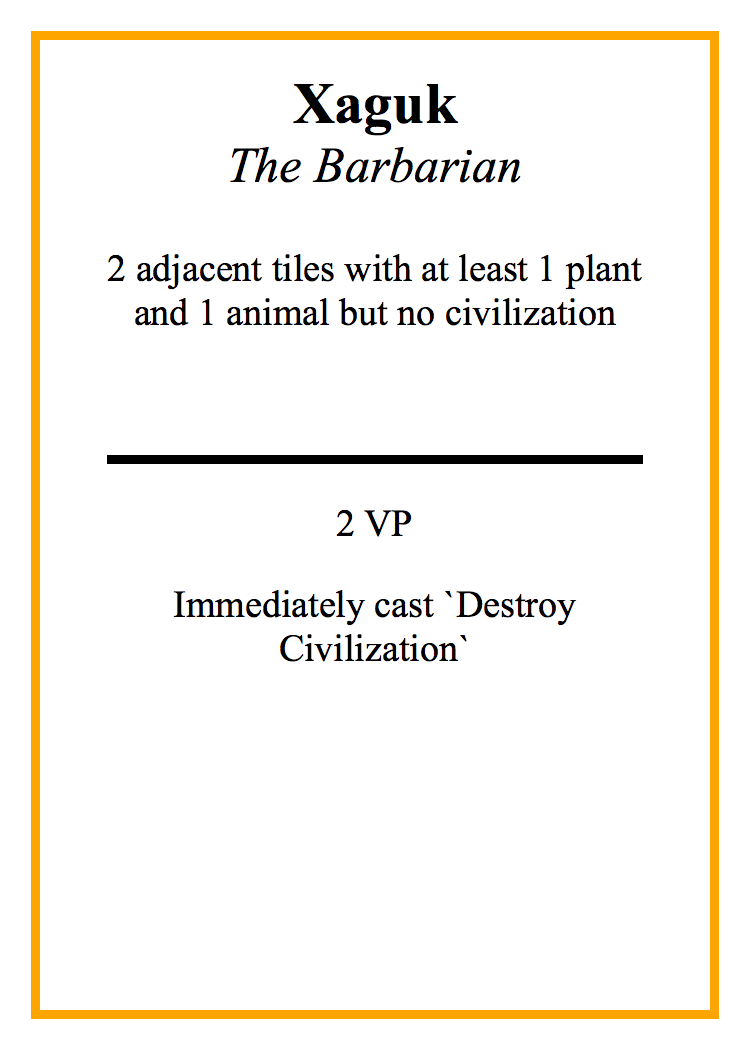 Xaguk
The Barbarian
2 adjacent tiles with at least 1 plant
and 1 animal but no civilization
2 VP
Immediately cast `Destroy
Civilization`